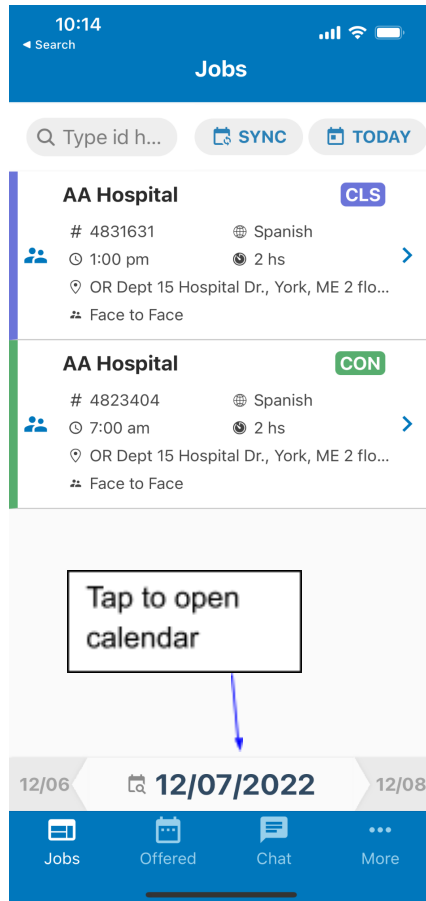 10:14
◀ Search
Jobs
Type id h...
SYNC
TODAY
AA Hospital
CLS
# 4831631
Spanish
1:00 pm
2 hs
OR Dept 15 Hospital Dr., York, ME 2 flo...
Face to Face
AA Hospital
CON
# 4823404
Spanish
7:00 am
2 hs
OR Dept 15 Hospital Dr., York, ME 2 flo...
Face to Face
Tap to open
calendar
12/06
12/07/2022
12/08
Jobs
Offered
Chat
More